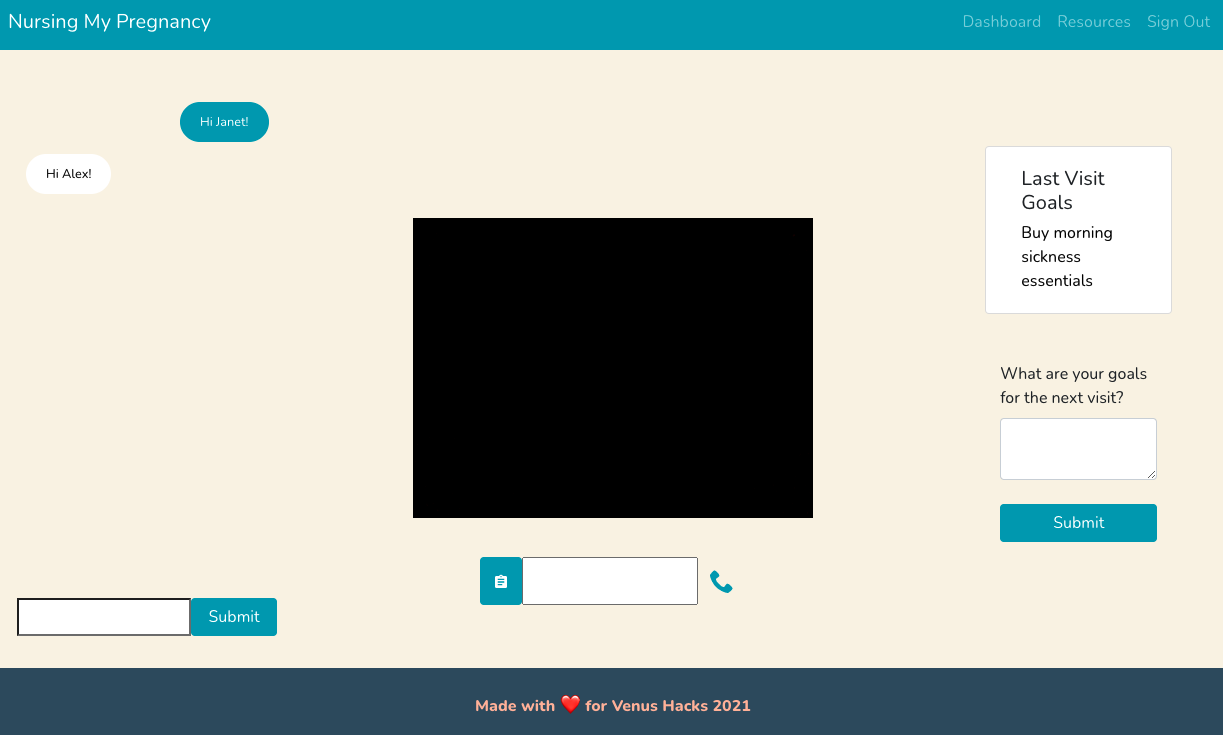 Nursing My Pregnancy
Dashboard Resources Sign Out
Hi Janet!
Hi Alex!
Last Visit
Goals
Buy morning
sickness
essentials
What are your goals
for the next visit?
Submit
Submit
Made with ❤️ for Venus Hacks 2021